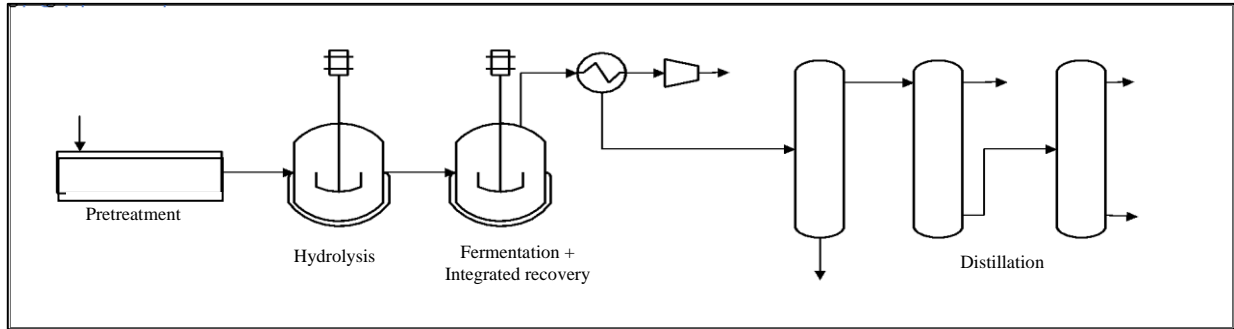 Pretreatment
Hydrolysis
Fermentation +
Integrated recovery
Distillation